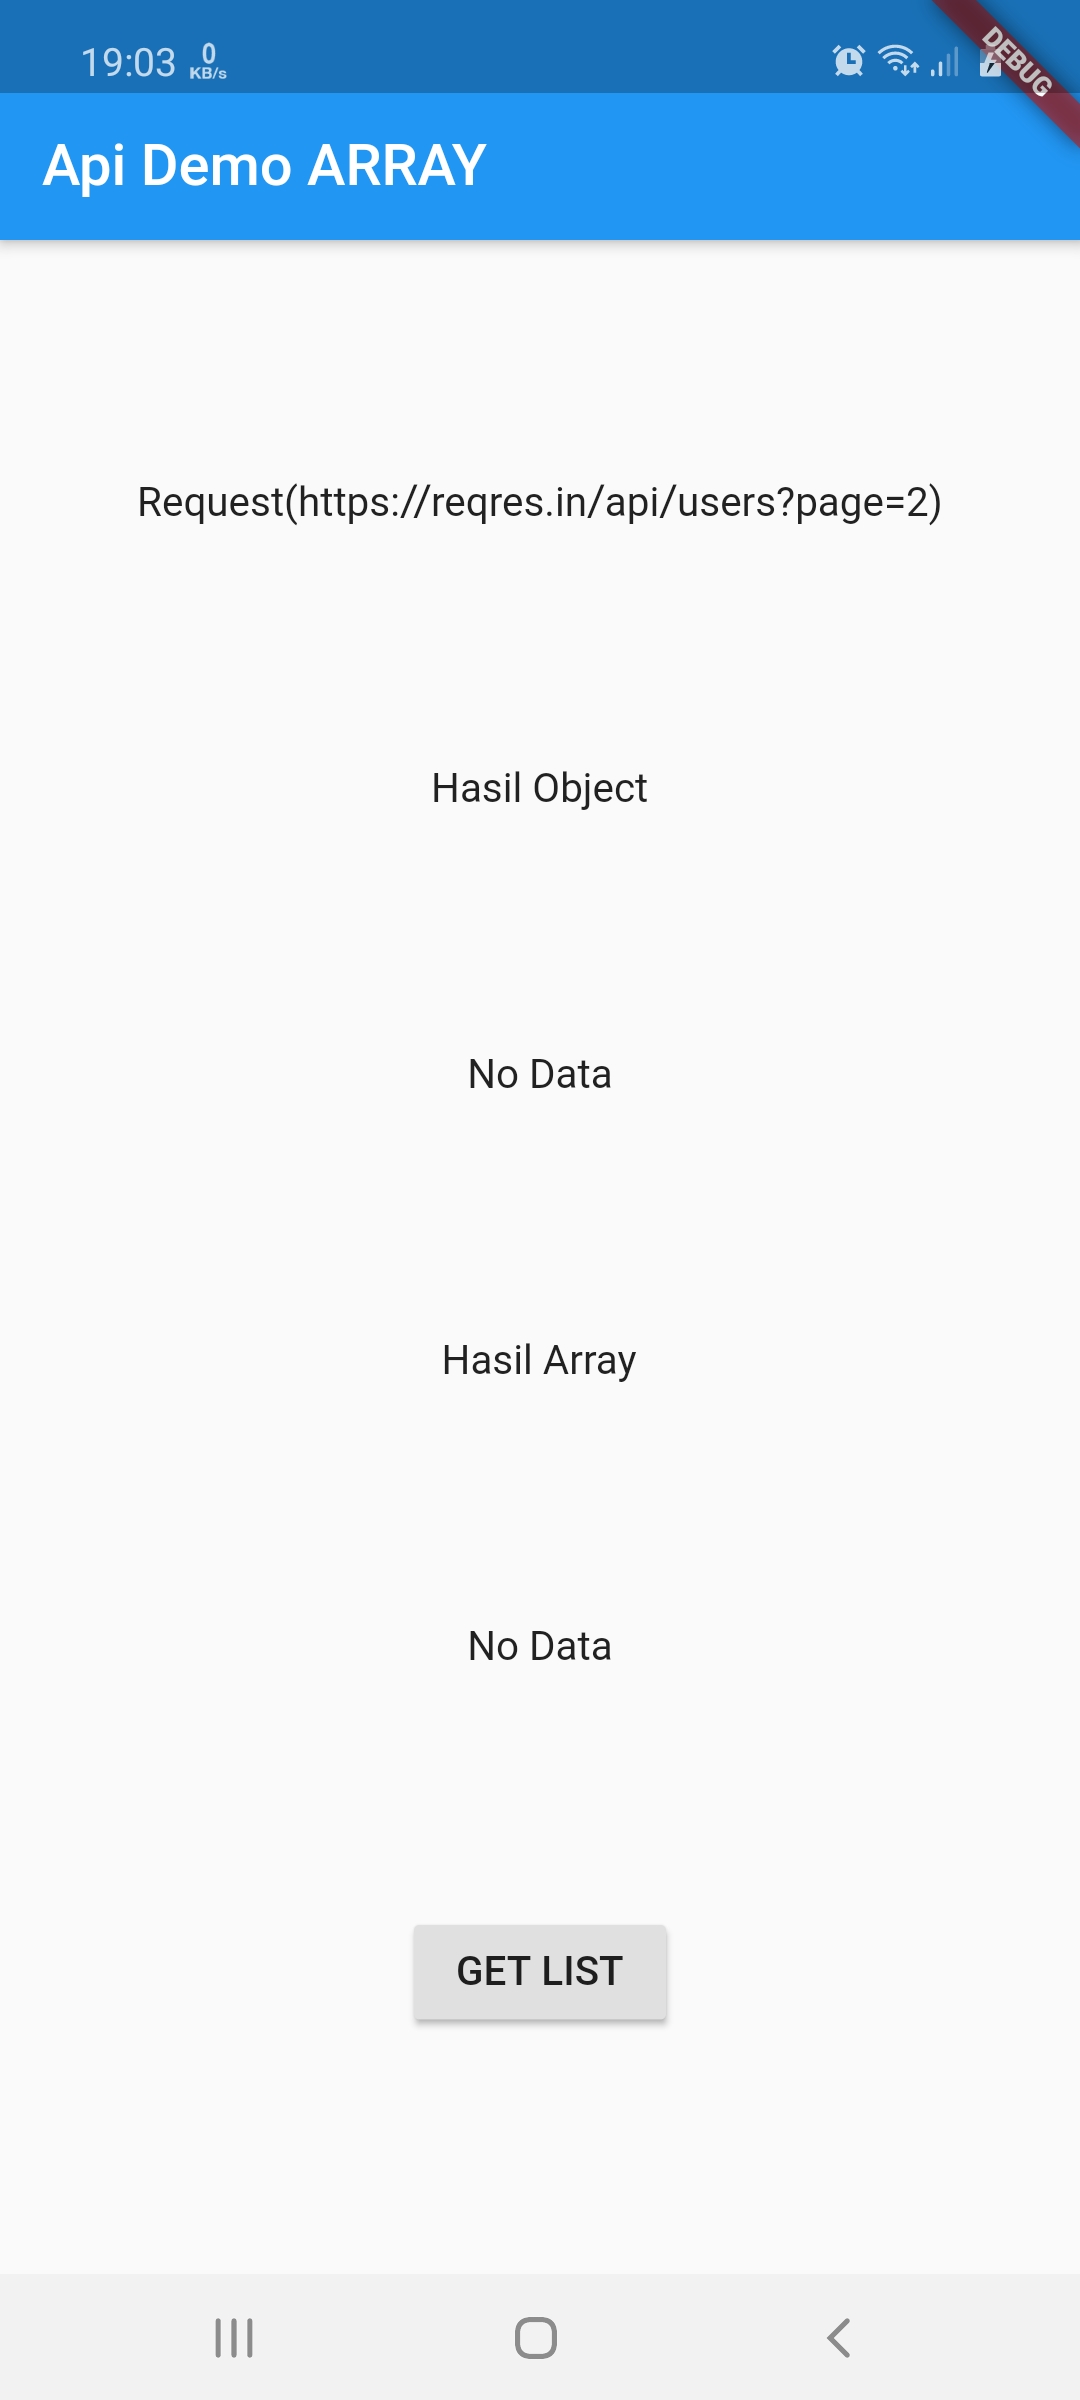 19:03 0 KB/s
DEBUG
Api Demo ARRAY
Request(https://reqres.in/api/users?page=2)
Hasil Object
No Data
Hasil Array
No Data
GET LIST